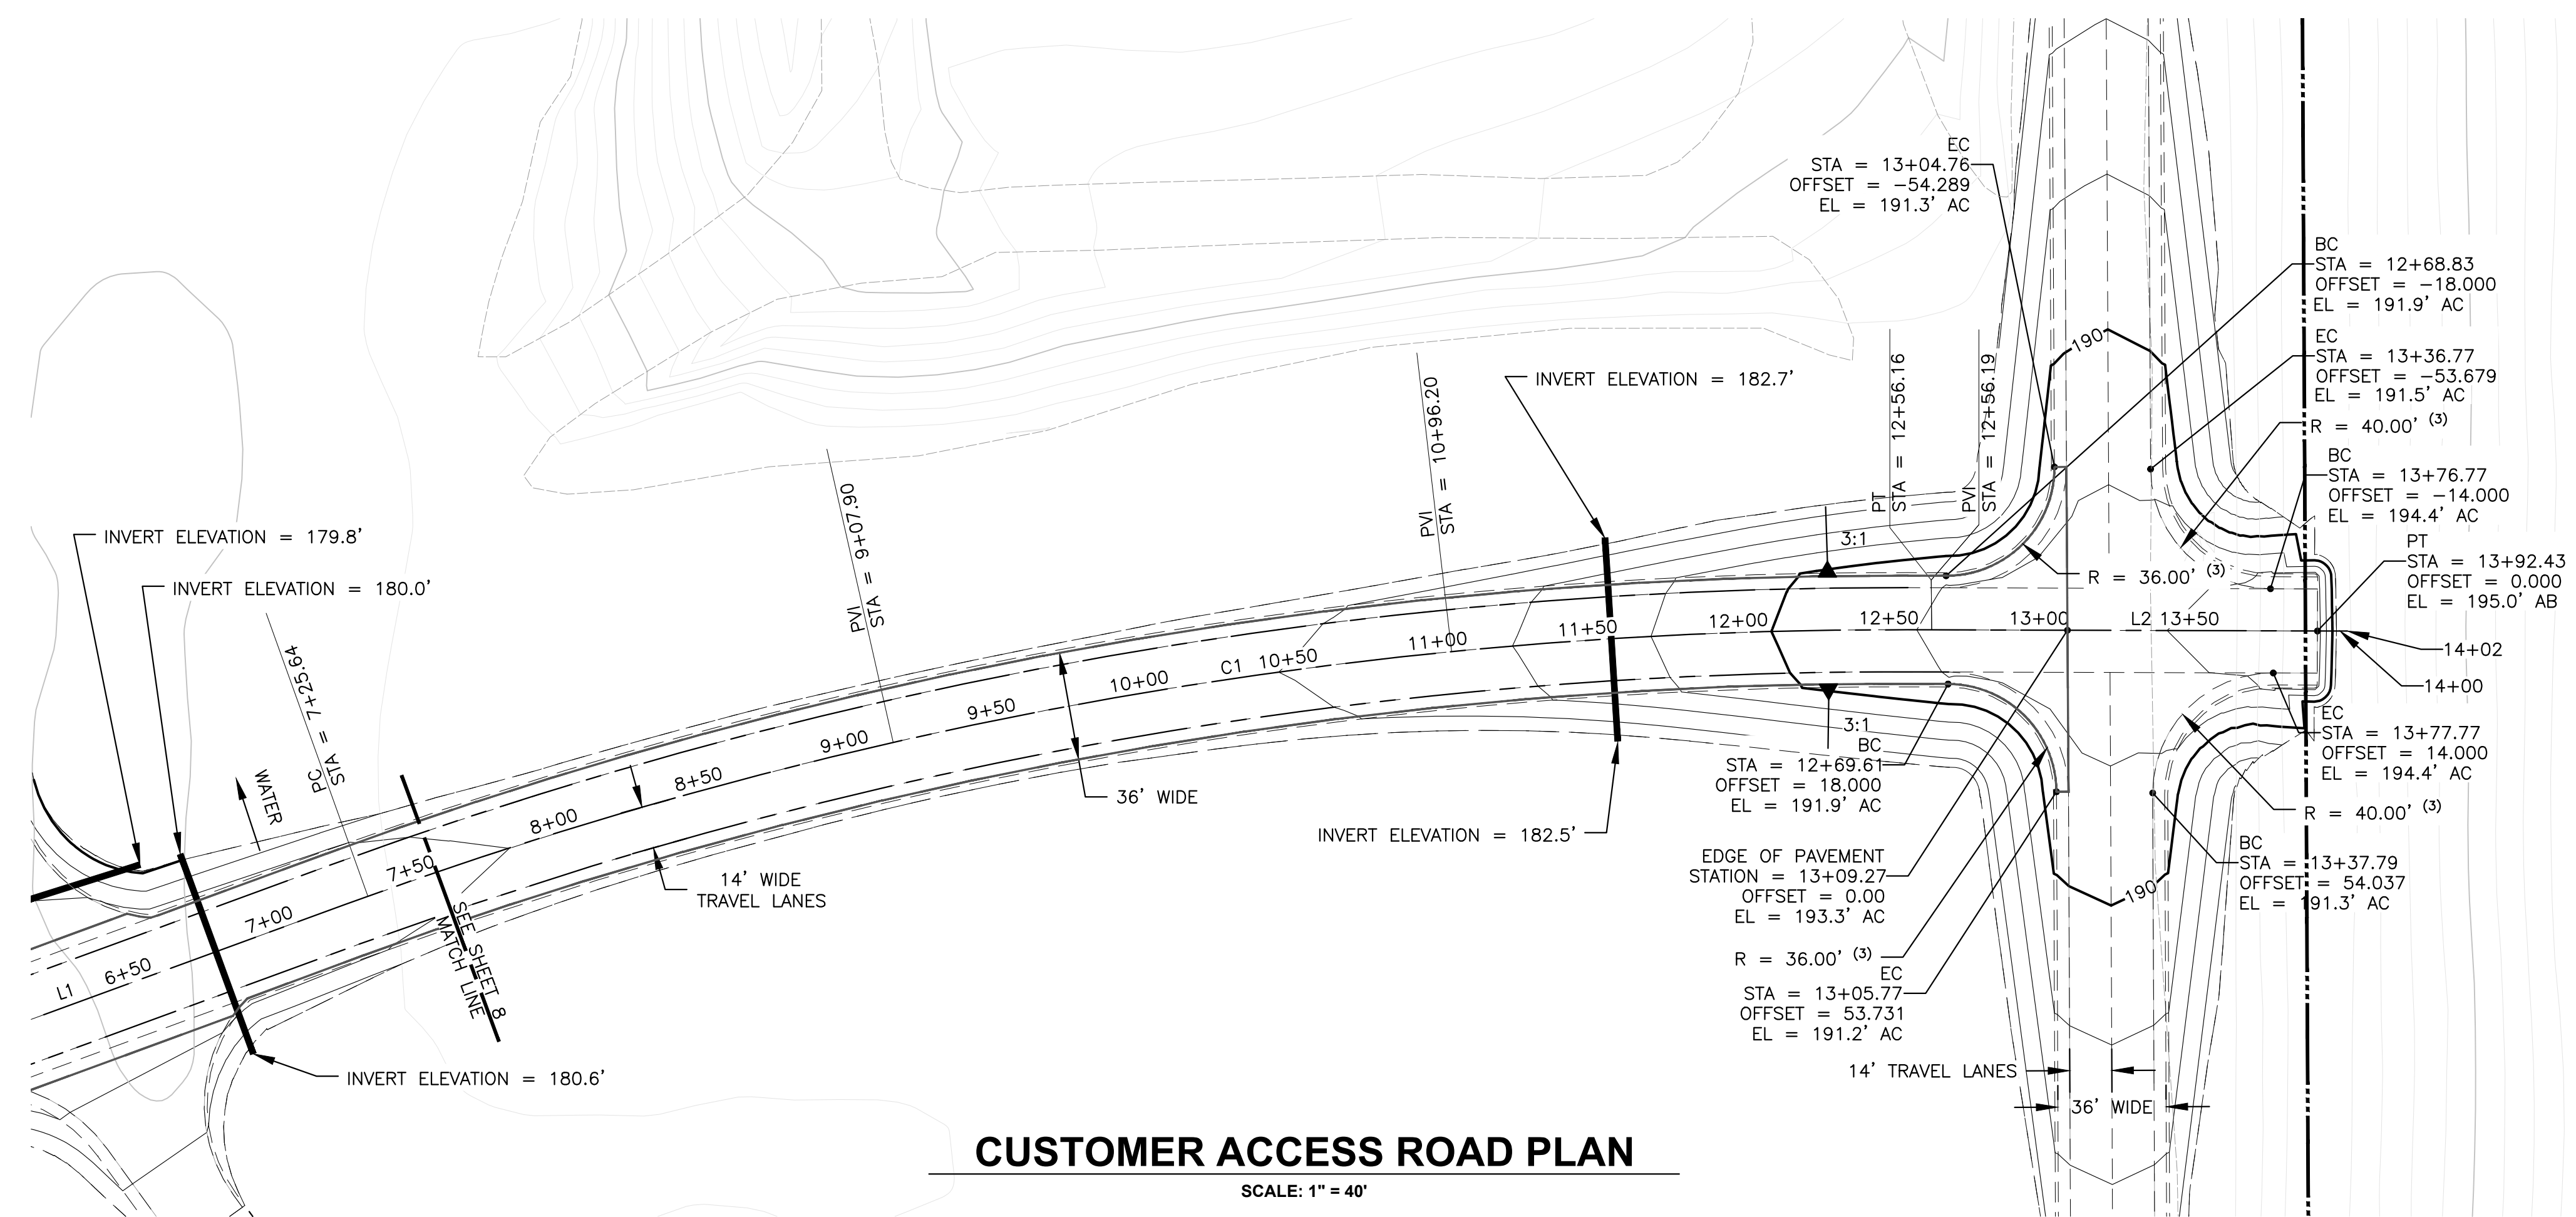 EC
STA = 13+04.76
OFFSET = -54.289
EL = 191.3' AC
BC
STA = 12+68.83
OFFSET = -18.000
EL = 191.9' AC
EC
STA = 13+36.77
OFFSET = -53.679
EL = 191.5' AC
R = 40.00' (3)
BC
STA = 13+76.77
OFFSET = -14.000
EL = 194.4' AC
PT
STA = 13+92.43
OFFSET = 0.000
EL = 195.0' AB
14+02
14+00
EC
STA = 13+77.77
OFFSET = 14.000
EL = 194.4' AC
R = 40.00' (3)
BC
STA = 13+37.79
OFFSET = 54.037
EL = 191.3' AC
190
190
INVERT ELEVATION = 182.7'
PVI
STA = 10+96.20
PT
STA = 12+56.16
PVI
STA = 12+56.19
3:1
R = 36.00' (3)
PVI
STA = 9+07.90
INVERT ELEVATION = 179.8'
INVERT ELEVATION = 180.0'
PC
STA = 7+25.64
WATER
L1
6+50
7+00
7+50
8+00
8+50
9+00
9+50
10+00
C1
10+50
11+00
11+50
12+00
12+50
13+00
L2
13+50
SEE SHEET 8
MATCH LINE
14' WIDE
TRAVEL LANES
36' WIDE
INVERT ELEVATION = 182.5'
INVERT ELEVATION = 180.6'
3:1
BC
STA = 12+69.61
OFFSET = 18.000
EL = 191.9' AC
EDGE OF PAVEMENT
STATION = 13+09.27
OFFSET = 0.00
EL = 193.3' AC
R = 36.00' (3)
EC
STA = 13+05.77
OFFSET = 53.731
EL = 191.2' AC
14' TRAVEL LANES
36' WIDE
CUSTOMER ACCESS ROAD PLAN
SCALE: 1" = 40'